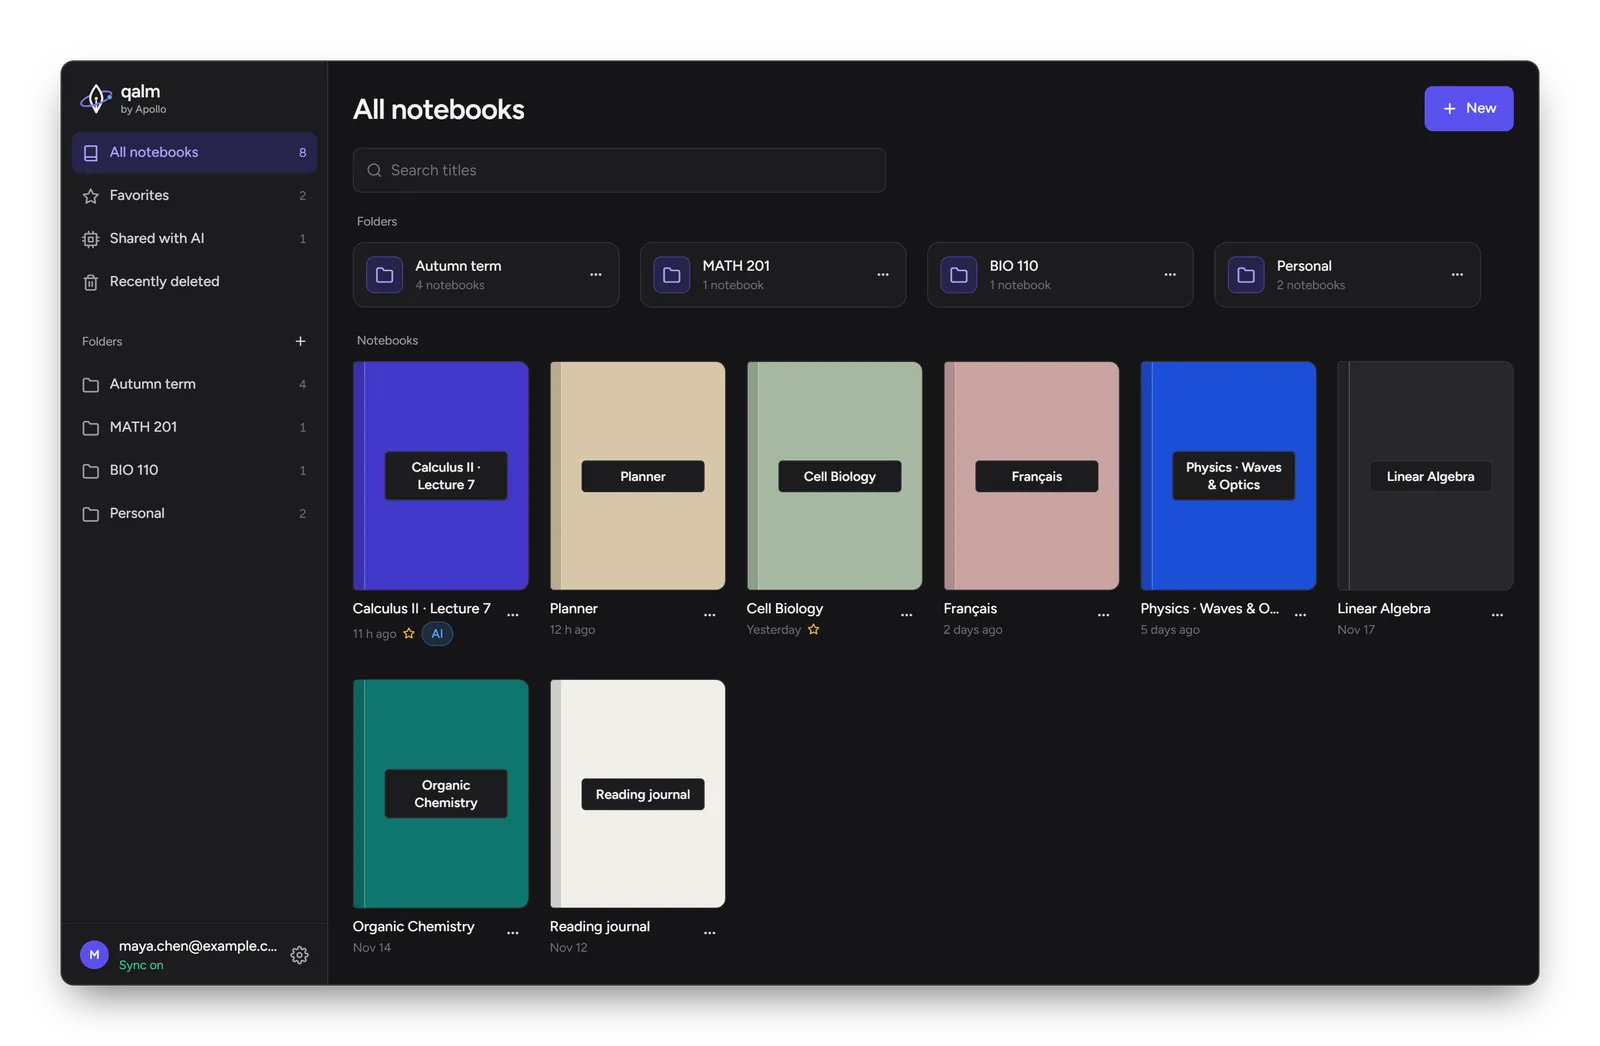 qalm
by Apollo
All notebooks 8
Favorites 2
Shared with AI 1
Recently deleted
Folders +
Autumn term 4
MATH 201 1
BIO 110 1
Personal 2
M
maya.chen@example.c...
Sync on
All notebooks
+ New
Search titles
Folders
Autumn term
4 notebooks
MATH 201
1 notebook
BIO 110
1 notebook
Personal
2 notebooks
Notebooks
Calculus II ·
Lecture 7
Calculus II · Lecture 7
11 h ago
AI
Planner
Planner
12 h ago
Cell Biology
Cell Biology
Yesterday
Français
Français
2 days ago
Physics · Waves
& Optics
Physics · Waves & O...
5 days ago
Linear Algebra
Linear Algebra
Nov 17
Organic
Chemistry
Organic Chemistry
Nov 14
Reading journal
Reading journal
Nov 12